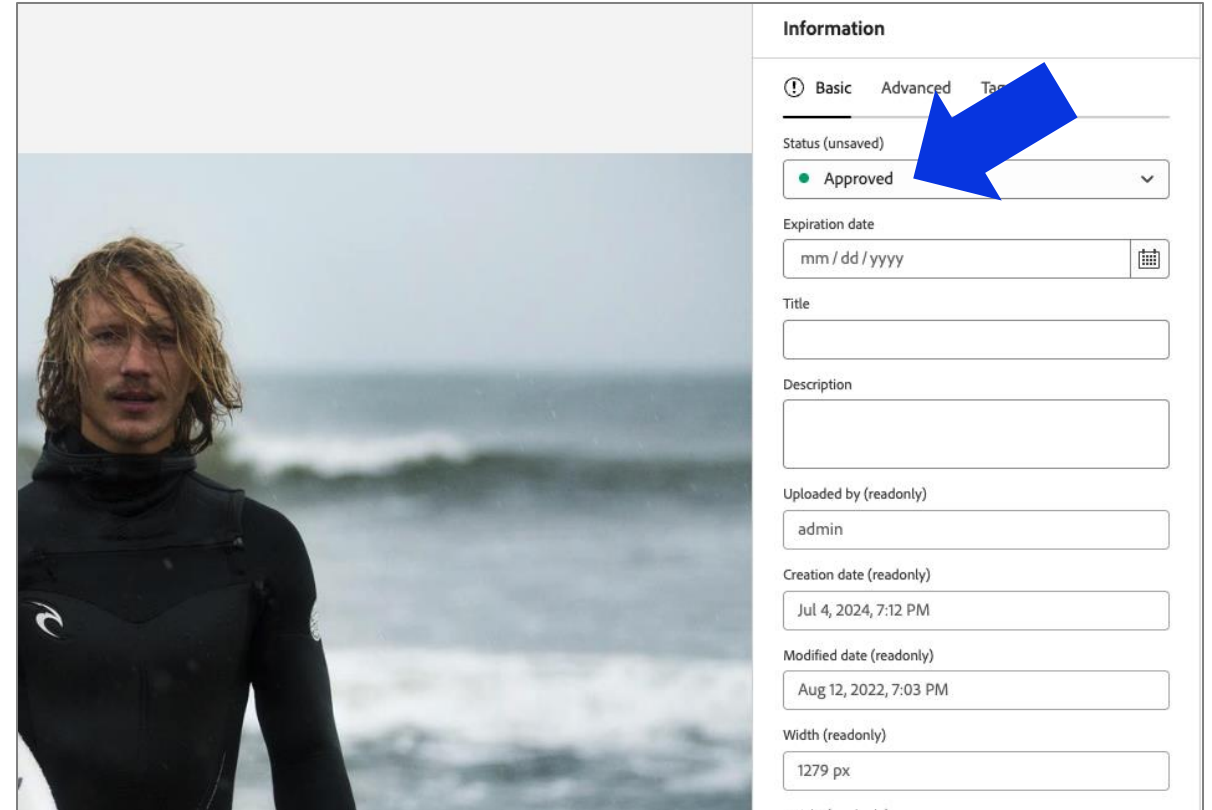 Information
Basic Advanced
Status (unsaved)
Approved
Expiration date
mm / dd / yyyy
Title
Description
Uploaded by (readonly)
admin
Creation date (readonly)
Jul 4, 2024, 7:12 PM
Modified date (readonly)
Aug 12, 2022, 7:03 PM
Width (readonly)
1279 px